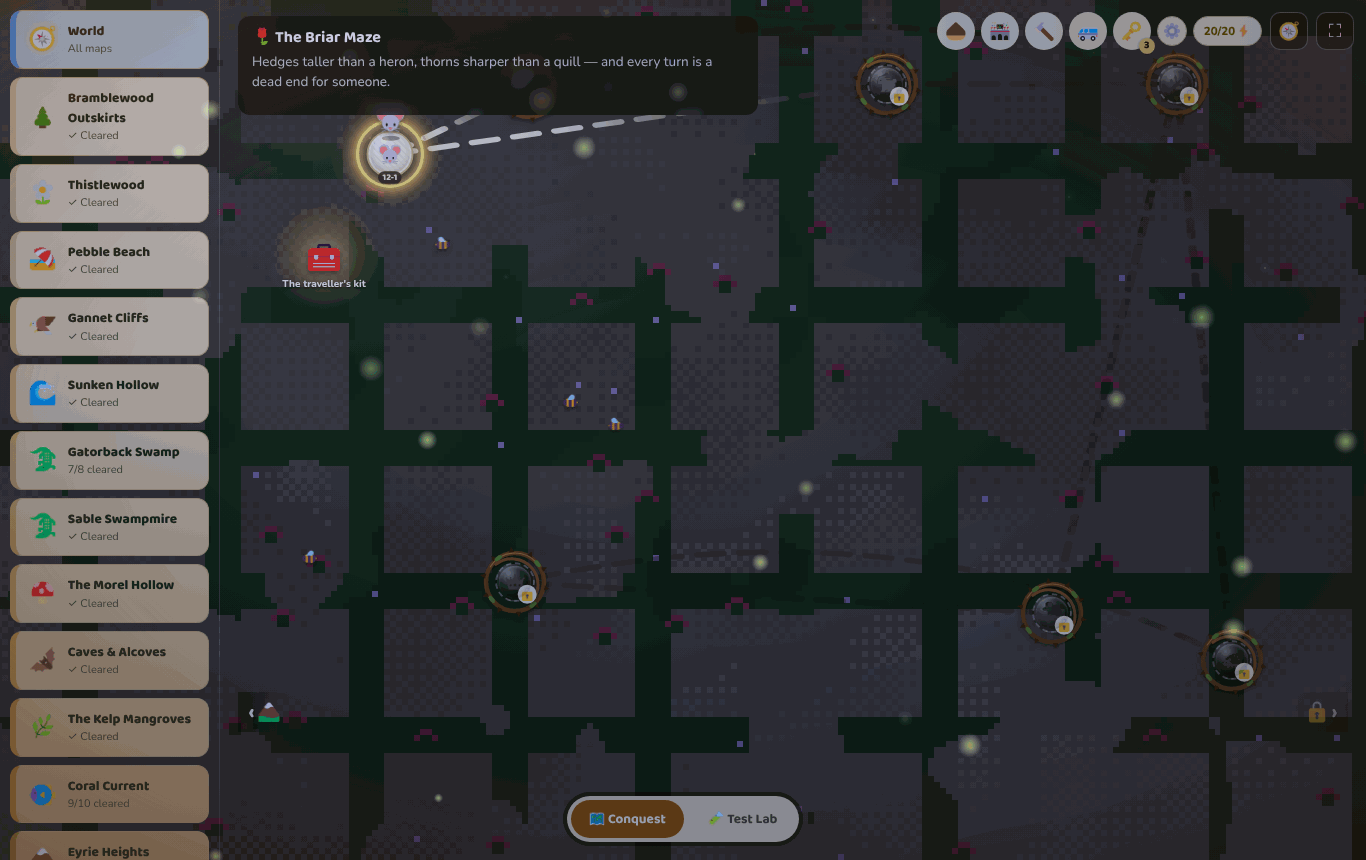 World
All maps
Bramblewood
Outskirts
✓ Cleared
Thistlewood
✓ Cleared
Pebble Beach
✓ Cleared
Gannet Cliffs
✓ Cleared
Sunken Hollow
✓ Cleared
Gatorback Swamp
7/8 cleared
Sable Swampmire
✓ Cleared
The Morel Hollow
✓ Cleared
Caves & Alcoves
✓ Cleared
The Kelp Mangroves
✓ Cleared
Coral Current
9/10 cleared
Eyrie Heights
The Briar Maze
Hedges taller than a heron, thorns sharper than a quill — and every turn is a
dead end for someone.
3
20/20
12-1
The traveller's kit
Conquest
Test Lab